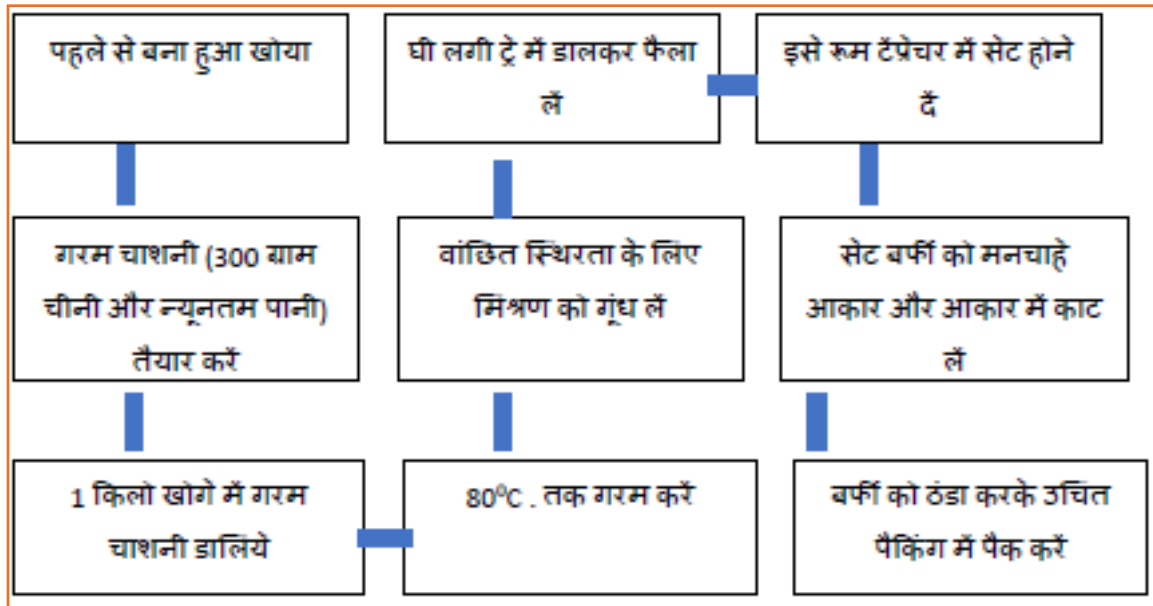 पहले से बना हुआ खोया
गरम चाशनी (300 ग्राम
चीनी और न्यूनतम पानी)
तैयार करें
1 किलो खोगे में गरम
चाशनी डालिये
80⁰C . तक गरम करें
वांछित स्थिरता के लिए
मिश्रण को गूंध लें
घी लगी ट्रे में डालकर फैला
लें
इसे रूम टेंप्रेचर में सेट होने
दें
सेट बर्फी को मनचाहे
आकार और आकार में काट
लें
बर्फी को ठंडा करके उचित
पैकिंग में पैक करें